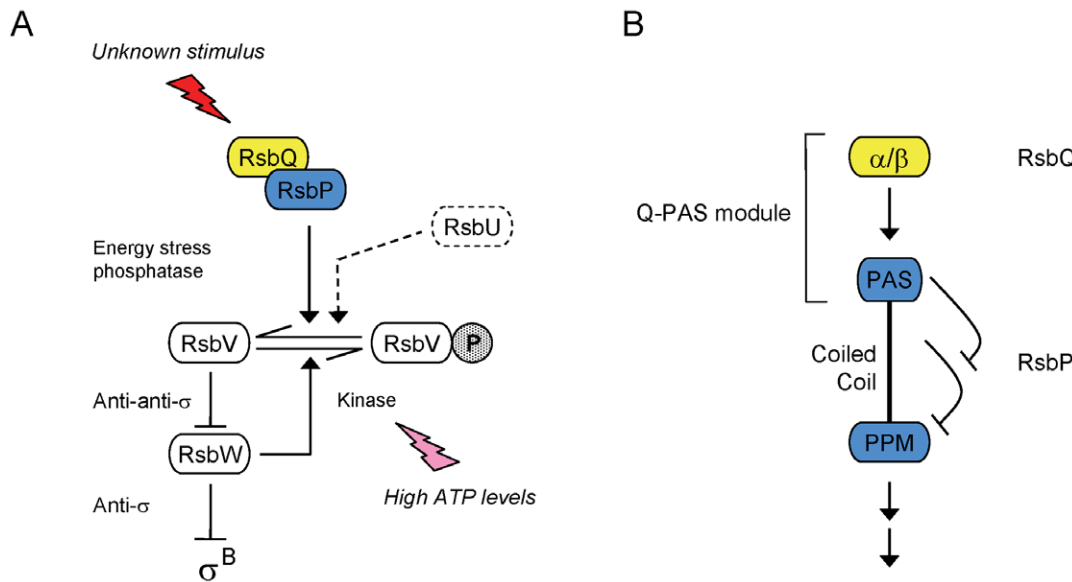 A
Unknown stimulus
RsbQ
RsbP
RsbU
Energy stress
phosphatase
RsbV
RsbV
P
Anti-anti-σ
Kinase
RsbW
High ATP levels
Anti-σ
σB
B
α/β
RsbQ
Q-PAS module
PAS
Coiled
Coil
RsbP
PPM